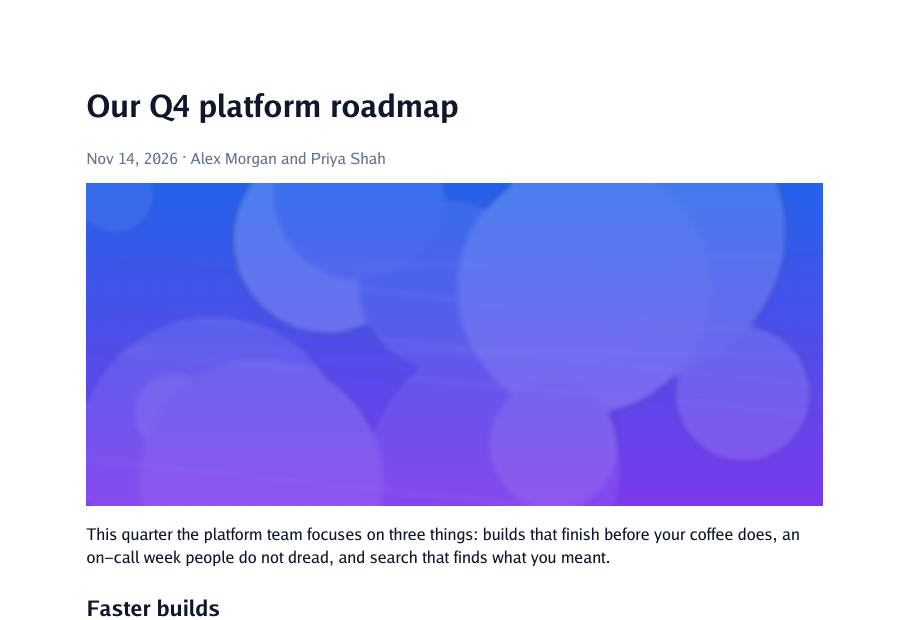 Our Q4 platform roadmap
Nov 14, 2026 · Alex Morgan and Priya Shah
This quarter the platform team focuses on three things: builds that finish before your coffee does, an
on-call week people do not dread, and search that finds what you meant.
Faster builds